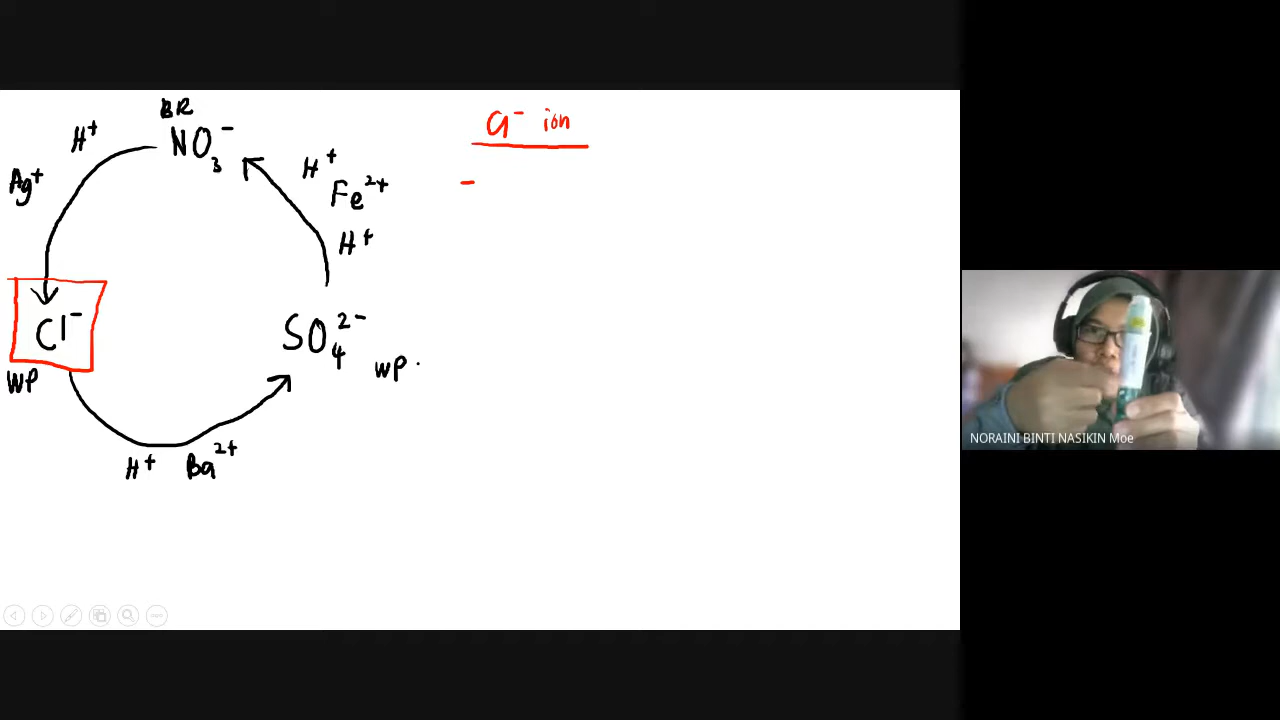 BR
NO₃⁻
H⁺
Ag⁺
H⁺
Fe²⁺
H⁺
Cl⁻
WP
SO₄²⁻
WP.
H⁺ Ba²⁺
Cl⁻ ion
-
NORAINI BINTI NASIKIN Moe